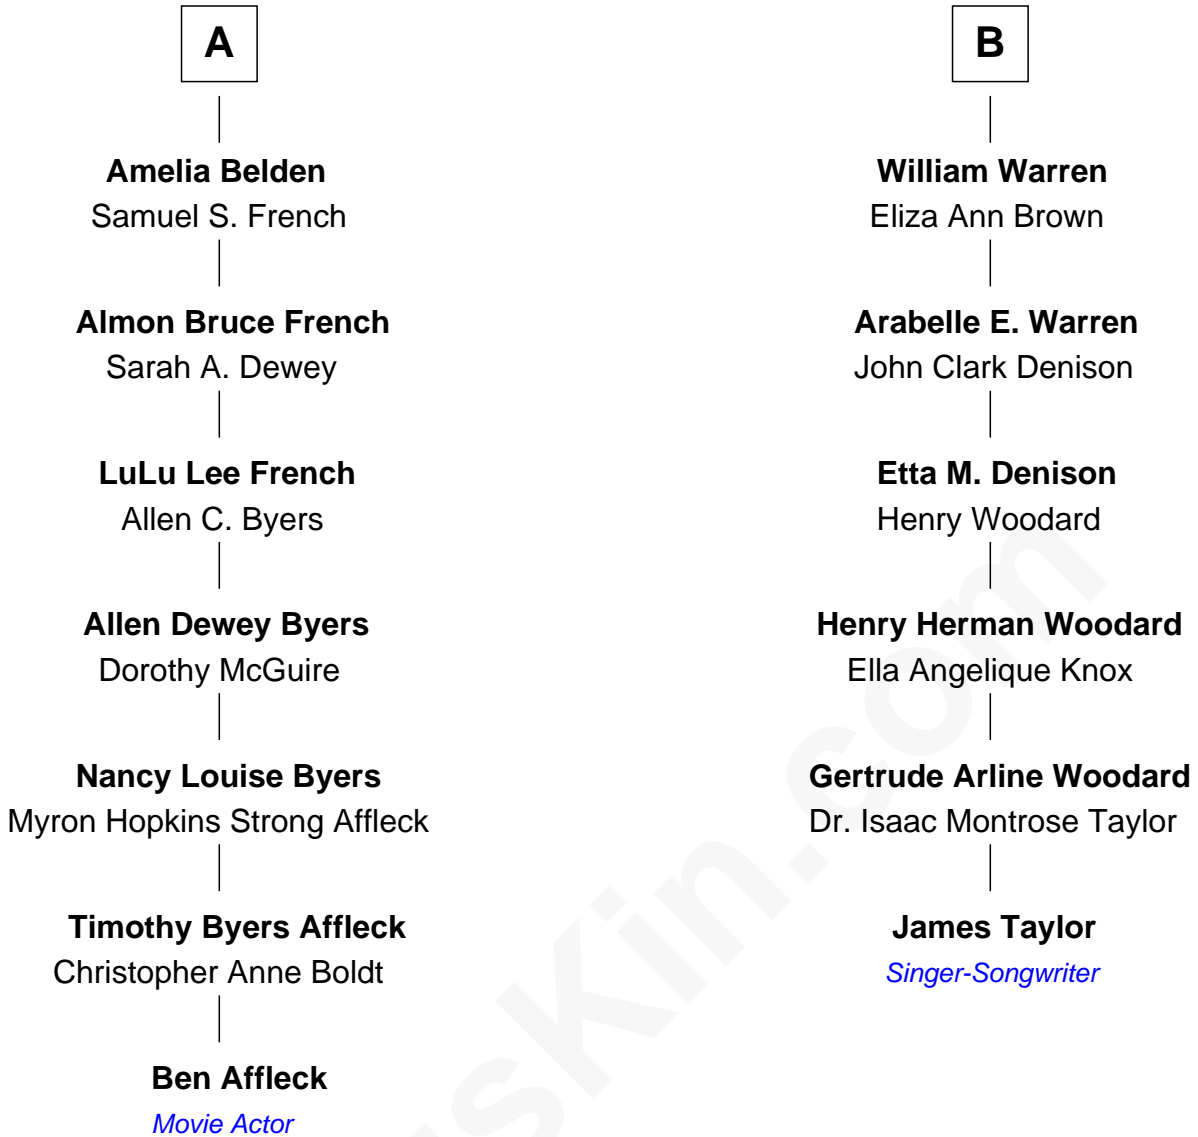 A
Amelia Belden
Samuel S. French
Almon Bruce French
Sarah A. Dewey
LuLu Lee French
Allen C. Byers
Allen Dewey Byers
Dorothy McGuire
Nancy Louise Byers
Myron Hopkins Strong Affleck
Timothy Byers Affleck
Christopher Anne Boldt
Ben Affleck
Movie Actor
B
William Warren
Eliza Ann Brown
Arabelle E. Warren
John Clark Denison
Etta M. Denison
Henry Woodard
Henry Herman Woodard
Ella Angelique Knox
Gertrude Arline Woodard
Dr. Isaac Montrose Taylor
James Taylor
Singer-Songwriter
sKin.com